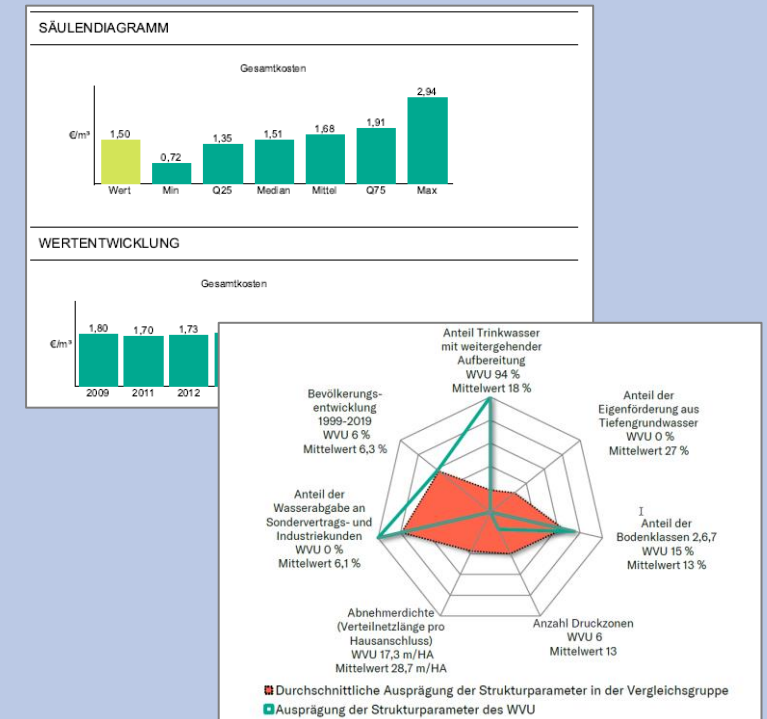 SÄULENDIAGRAMM
Gesamtkosten
€/m³
1,50
0,72
1,35
1,51
1,68
1,91
2,94
Wert
Min
Q25
Median
Mittel
Q75
Max
WERTENTWICKLUNG
Gesamtkosten
€/m³
1,80
1,70
1,73
2009
2011
2012
Anteil Trinkwasser
mit weitergehender
Aufbereitung
WVU 94 %
Mittelwert 18 %
Bevölkerungs-
entwicklung
1999-2019
WVU 6 %
Mittelwert 6,3 %
Anteil der
Eigenförderung aus
Tiefengrundwasser
WVU 0 %
Mittelwert 27 %
Anteil der
Wasserabgabe an
Sondervertrags- und
Industriekunden
WVU 0 %
Mittelwert 6,1 %
Anteil der
Bodenklassen 2,6,7
WVU 15 %
Mittelwert 13 %
Abnehmerdichte
(Verteilnetzlänge pro
Hausanschluss)
WVU 17,3 m/HA
Mittelwert 28,7 m/HA
Anzahl Druckzonen
WVU 6
Mittelwert 13
Durchschnittliche Ausprägung der Strukturparameter in der Vergleichsgruppe
Ausprägung der Strukturparameter des WVU